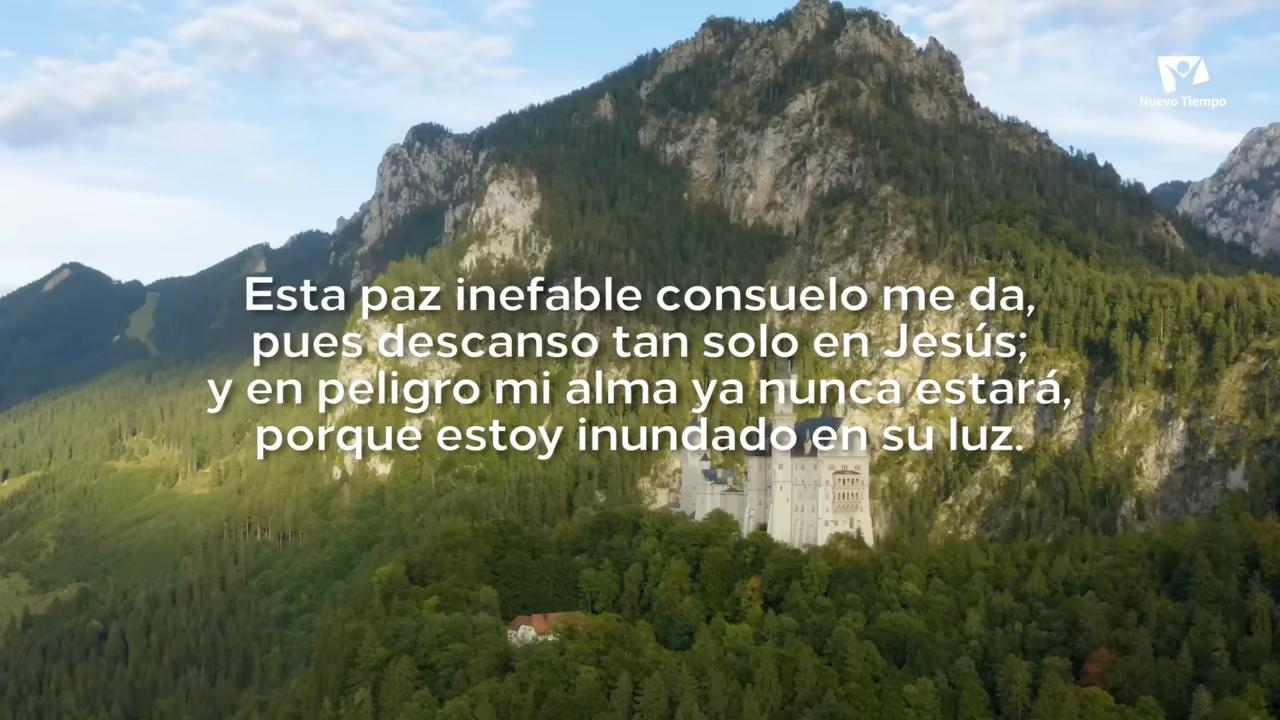 Nuevo Tiempo
Esta paz inefable consuelo me da,
pues descanso tan solo en Jesús;
y en peligro mi alma ya nunca estará,
porque estoy inundado en su luz.